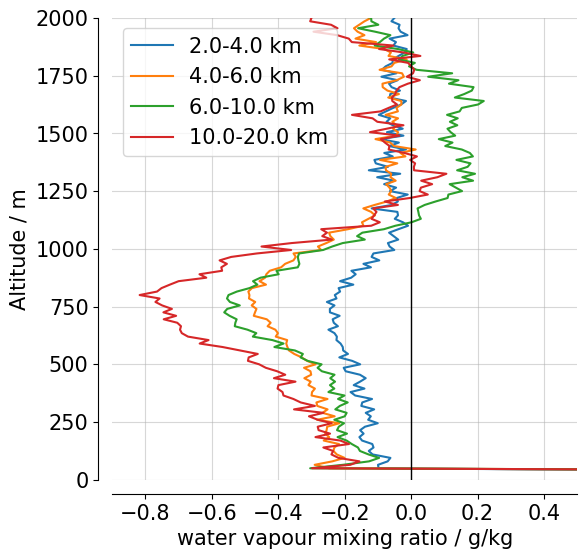 2000
1750
1500
1250
1000
750
500
250
0
Altitude / m
2.0-4.0 km
4.0-6.0 km
6.0-10.0 km
10.0-20.0 km
−0.8 −0.6 −0.4 −0.2 0.0 0.2 0.4
water vapour mixing ratio / g/kg